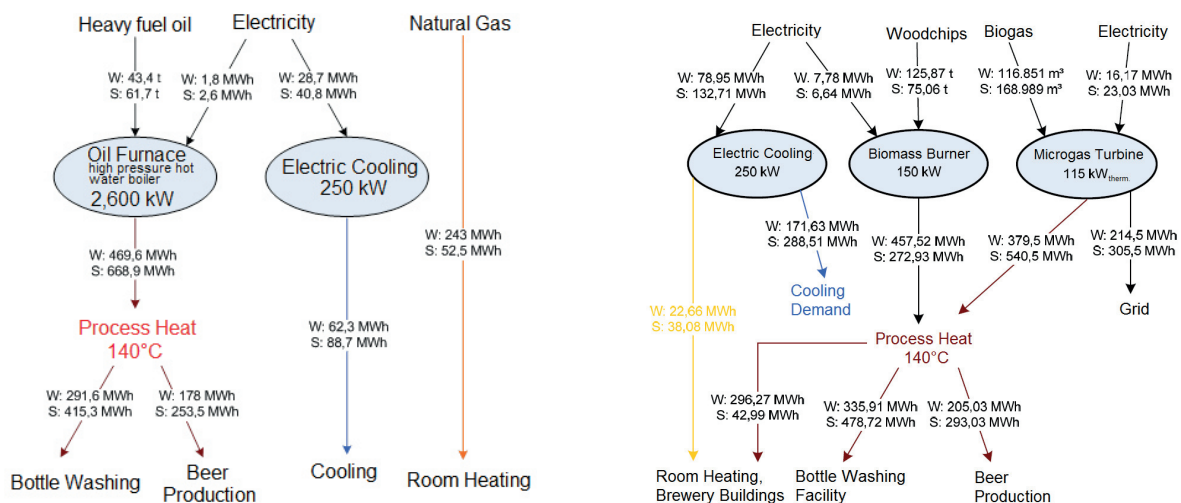 Heavy fuel oil
Electricity
Natural Gas
W: 43,4 t
S: 61,7 t
W: 1,8 MWh
S: 2,6 MWh
W: 28,7 MWh
S: 40,8 MWh
Oil Furnace
high pressure hot
water boiler
2,600 kW
Electric Cooling
250 kW
W: 469,6 MWh
S: 668,9 MWh
W: 243 MWh
S: 52,5 MWh
Process Heat
140°C
W: 62,3 MWh
S: 88,7 MWh
W: 291,6 MWh
S: 415,3 MWh
W: 178 MWh
S: 253,5 MWh
Bottle Washing
Beer
Production
Cooling
Room Heating
Electricity
Woodchips
Biogas
Electricity
W: 78,95 MWh
S: 132,71 MWh
W: 7,78 MWh
S: 6,64 MWh
W: 125,87 t
S: 75,06 t
W: 116.851 m³
S: 168.989 m³
W: 16,17 MWh
S: 23,03 MWh
Electric Cooling
250 kW
Biomass Burner
150 kW
Microgas Turbine
115 kWtherm.
W: 171,63 MWh
S: 288,51 MWh
W: 457,52 MWh
S: 272,93 MWh
W: 379,5 MWh
S: 540,5 MWh
W: 214,5 MWh
S: 305,5 MWh
Cooling
Demand
Grid
W: 22,66 MWh
S: 38,08 MWh
Process Heat
140°C
W: 296,27 MWh
S: 42,99 MWh
W: 335,91 MWh
S: 478,72 MWh
W: 205,03 MWh
S: 293,03 MWh
Room Heating,
Brewery Buildings
Bottle Washing
Facility
Beer
Production